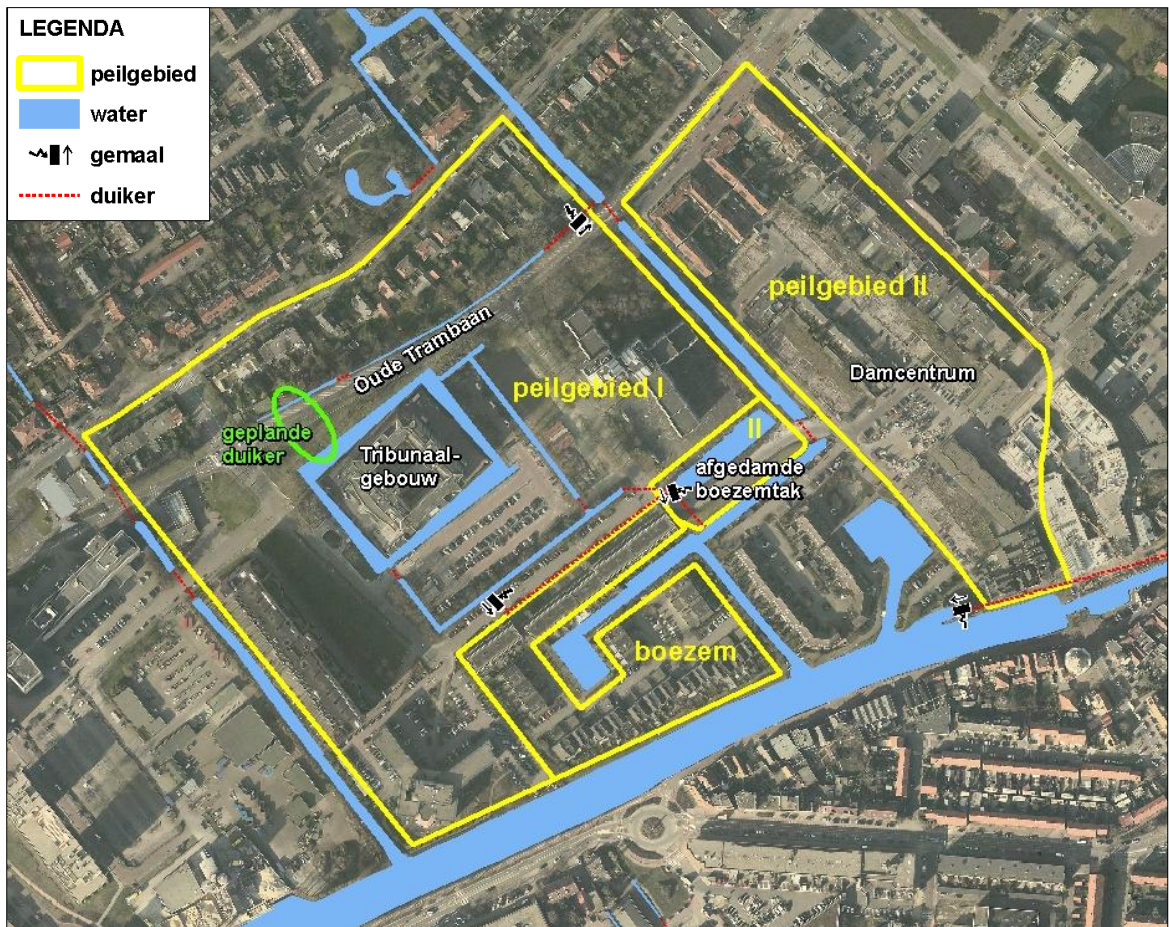 LEGENDA
peilgebied
water
gemaal
duiker
peilgebied II
Oude Trambaan
Damcentrum
peilgebied I
geplande
duiker
II
Tribunaal-
gebouw
afgedamde
boezemtak
boezem